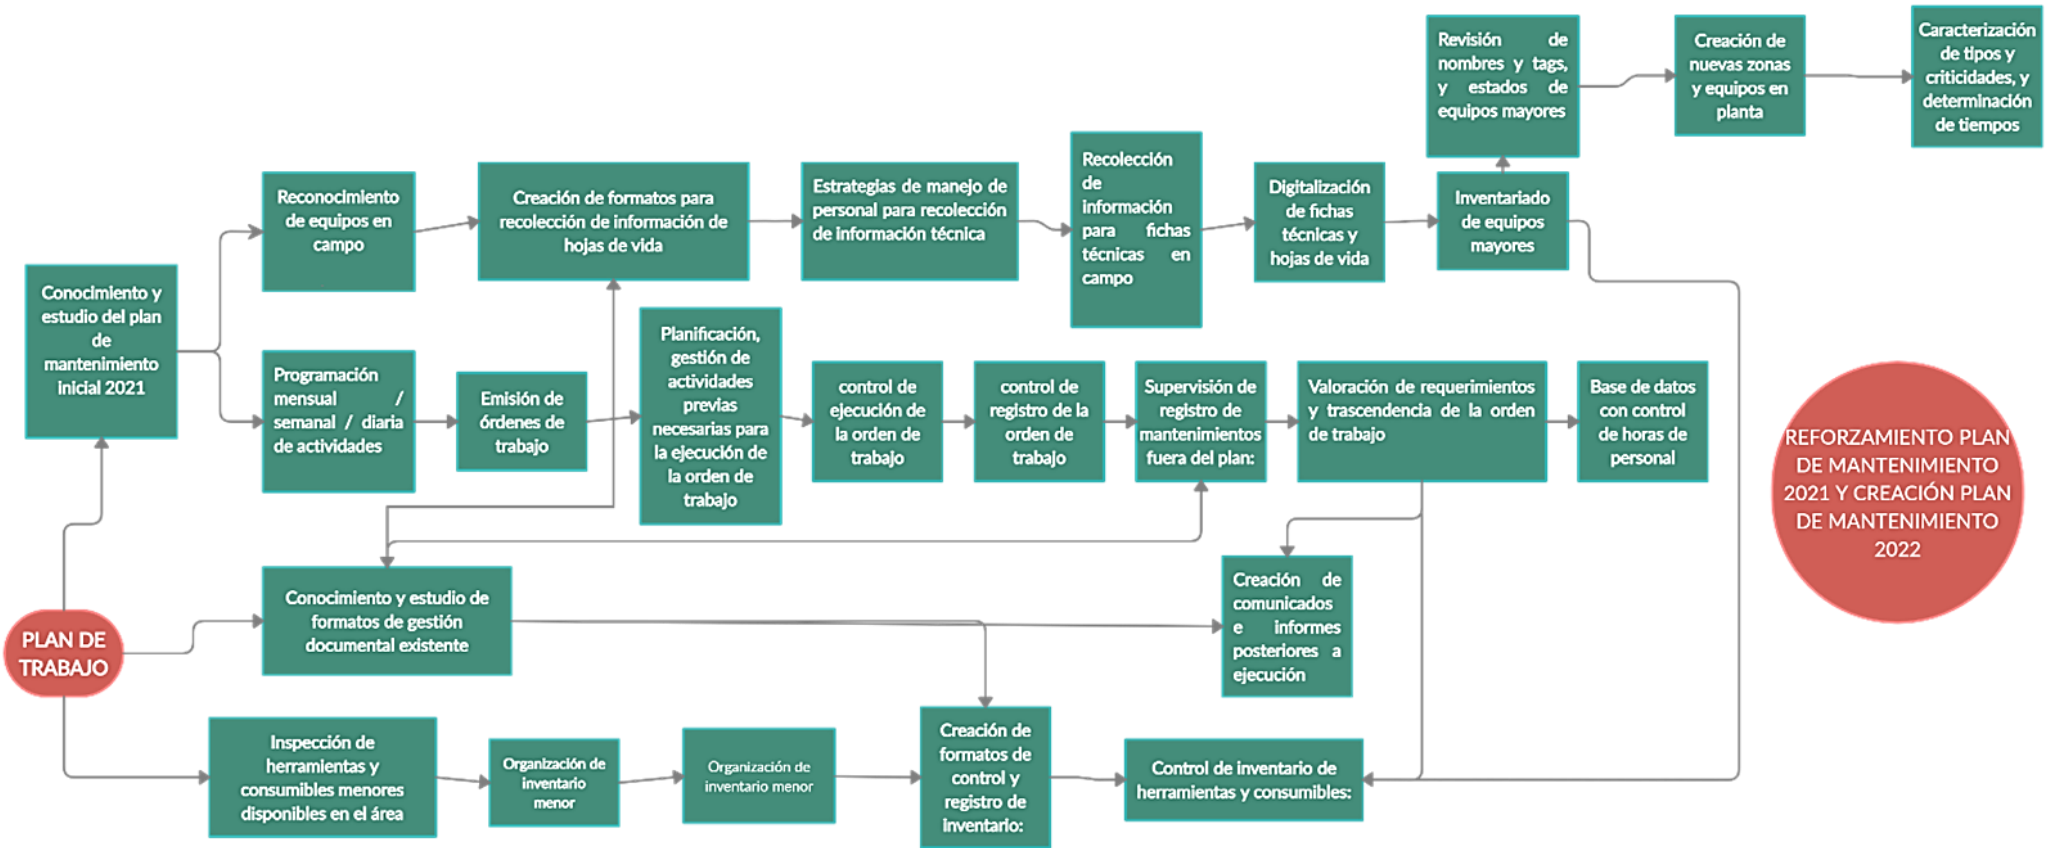 Revisión de
nombres y tags,
y estados de
equipos mayores
Creación de
nuevas zonas
y equipos en
planta
Caracterización
de tipos y
criticidades, y
determinación
de tiempos
Reconocimiento
de equipos en
campo
Creación de formatos para
recolección de información de
hojas de vida
Estrategias de manejo de
personal para recolección
de información técnica
Recolección
de
información
para fichas
técnicas en
campo
Digitalización
de fichas
técnicas y
hojas de vida
Inventariado
de equipos
mayores
Conocimiento y
estudio del plan
de
mantenimiento
inicial 2021
Programación
mensual /
semanal / diaria
de actividades
Emisión de
órdenes de
trabajo
Planificación,
gestión de
actividades
previas
necesarias para
la ejecución de
la orden de
trabajo
control de
ejecución de
la orden de
trabajo
control de
registro de la
orden de
trabajo
Supervisión de
registro de
mantenimientos
fuera del plan:
Valoración de requerimientos
y trascendencia de la orden
de trabajo
Base de datos
con control
de horas de
personal
REFORZAMIENTO PLAN
DE MANTENIMIENTO
2021 Y CREACIÓN PLAN
DE MANTENIMIENTO
2022
PLAN DE
TRABAJO
Conocimiento y estudio de
formatos de gestión
documental existente
Creación de
comunicados
e informes
posteriores a
ejecución
Inspección de
herramientas y
consumibles menores
disponibles en el área
Organización de
inventario
menor
Organización de
inventario menor
Creación de
formatos de
control y
registro de
inventario:
Control de inventario de
herramientas y consumibles: